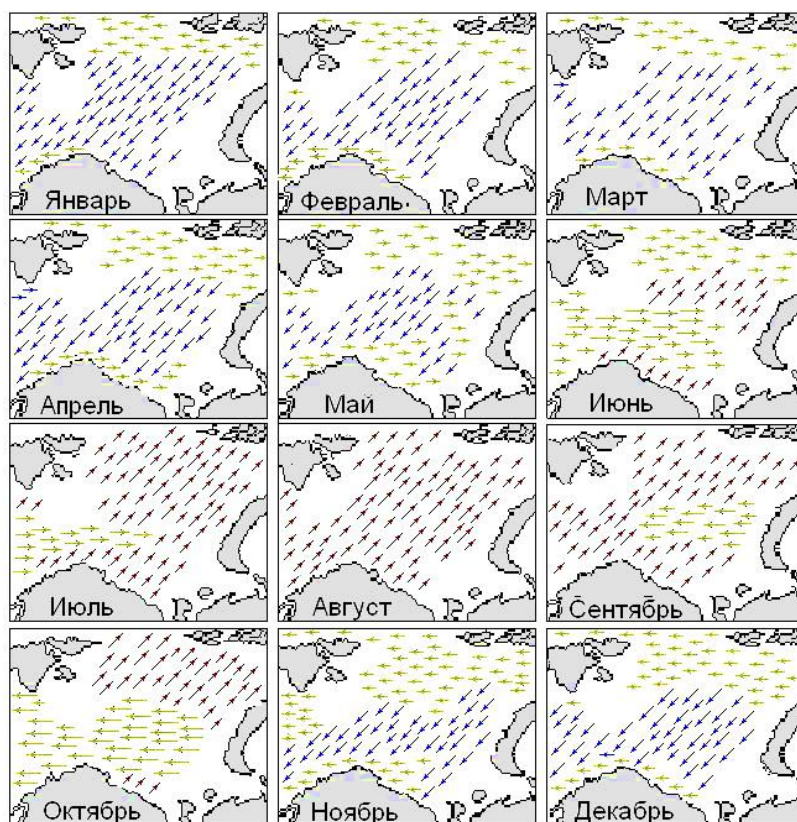 Январь
Февраль
Март
Апрель
Май
Июнь
Июль
Август
Сентябрь
Октябрь
Ноябрь
Декабрь